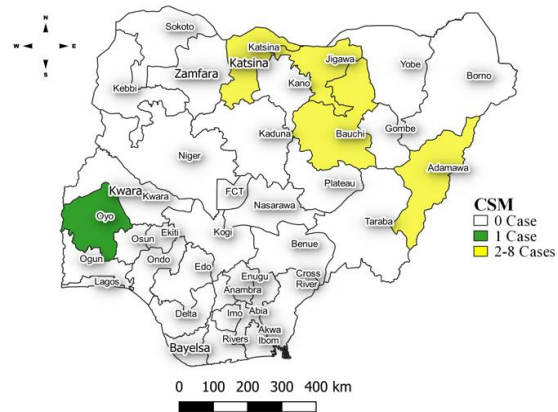 N
W E
S
Sokoto
Katsina
Katsina
Jigawa
Yobe
Borno
Zamfara
Kebbi
Kano
Gombe
Kaduna
Bauchi
Adamawa
Niger
FCT
Plateau
Kwara
Kwara
Nasarawa
Taraba
Oyo
Kogi
Ekiti
Osun
Benue
Ogun
Ondo
Edo
Enugu
Cross
River
Lagos
Anambra
Delta
Imo
Abia
Akwa
Ibom
Bayelsa
Rivers
CSM
0 Case
1 Case
2-8 Cases
0 100 200 300 400 km